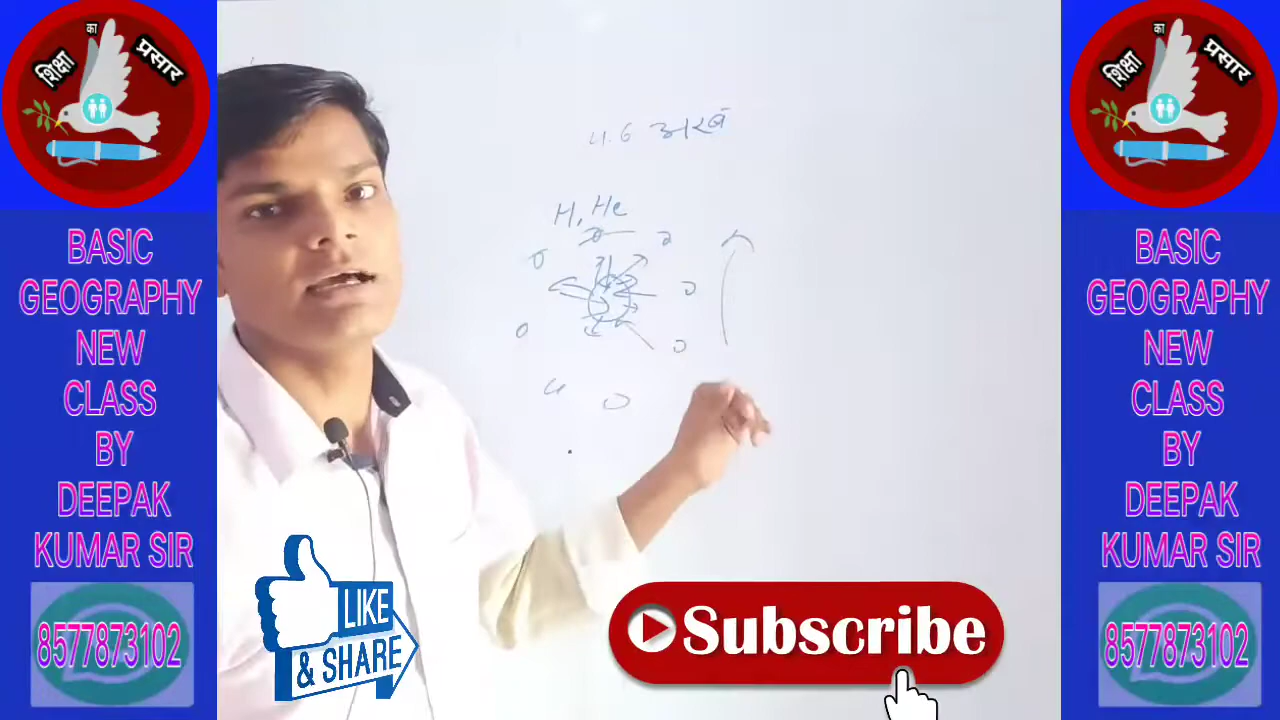 शिक्षा का प्रसार
BASIC
GEOGRAPHY
NEW
CLASS
BY
DEEPAK
KUMAR SIR
8577873102
4.6 अरब
H, He
LIKE
& SHARE
Subscribe
शिक्षा का प्रसार
BASIC
GEOGRAPHY
NEW
CLASS
BY
DEEPAK
KUMAR SIR
8577873102